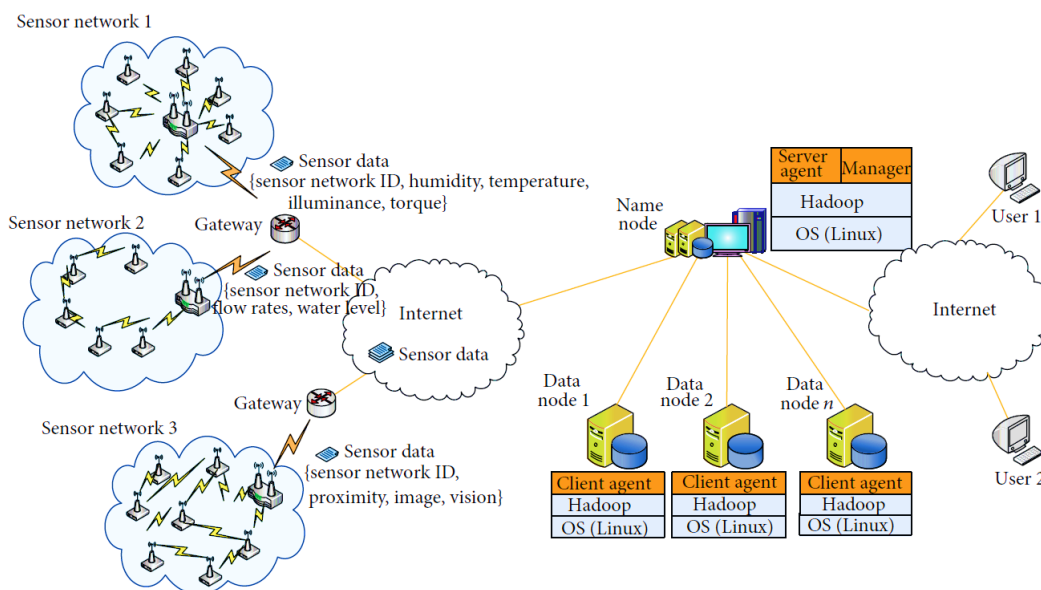 Sensor network 1
Sensor data
{sensor network ID, humidity, temperature,
illuminance, torque}
Gateway
Sensor network 2
Sensor data
{sensor network ID,
flow rates, water level}
Internet
Sensor data
Gateway
Sensor network 3
Sensor data
{sensor network ID,
proximity, image, vision}
Name
node
Server
agent
Manager
Hadoop
OS (Linux)
Data
node 1
Data
node 2
Data
node n
Client agent
Hadoop
OS (Linux)
Client agent
Hadoop
OS (Linux)
Client agent
Hadoop
OS (Linux)
User 1
Internet
User 2